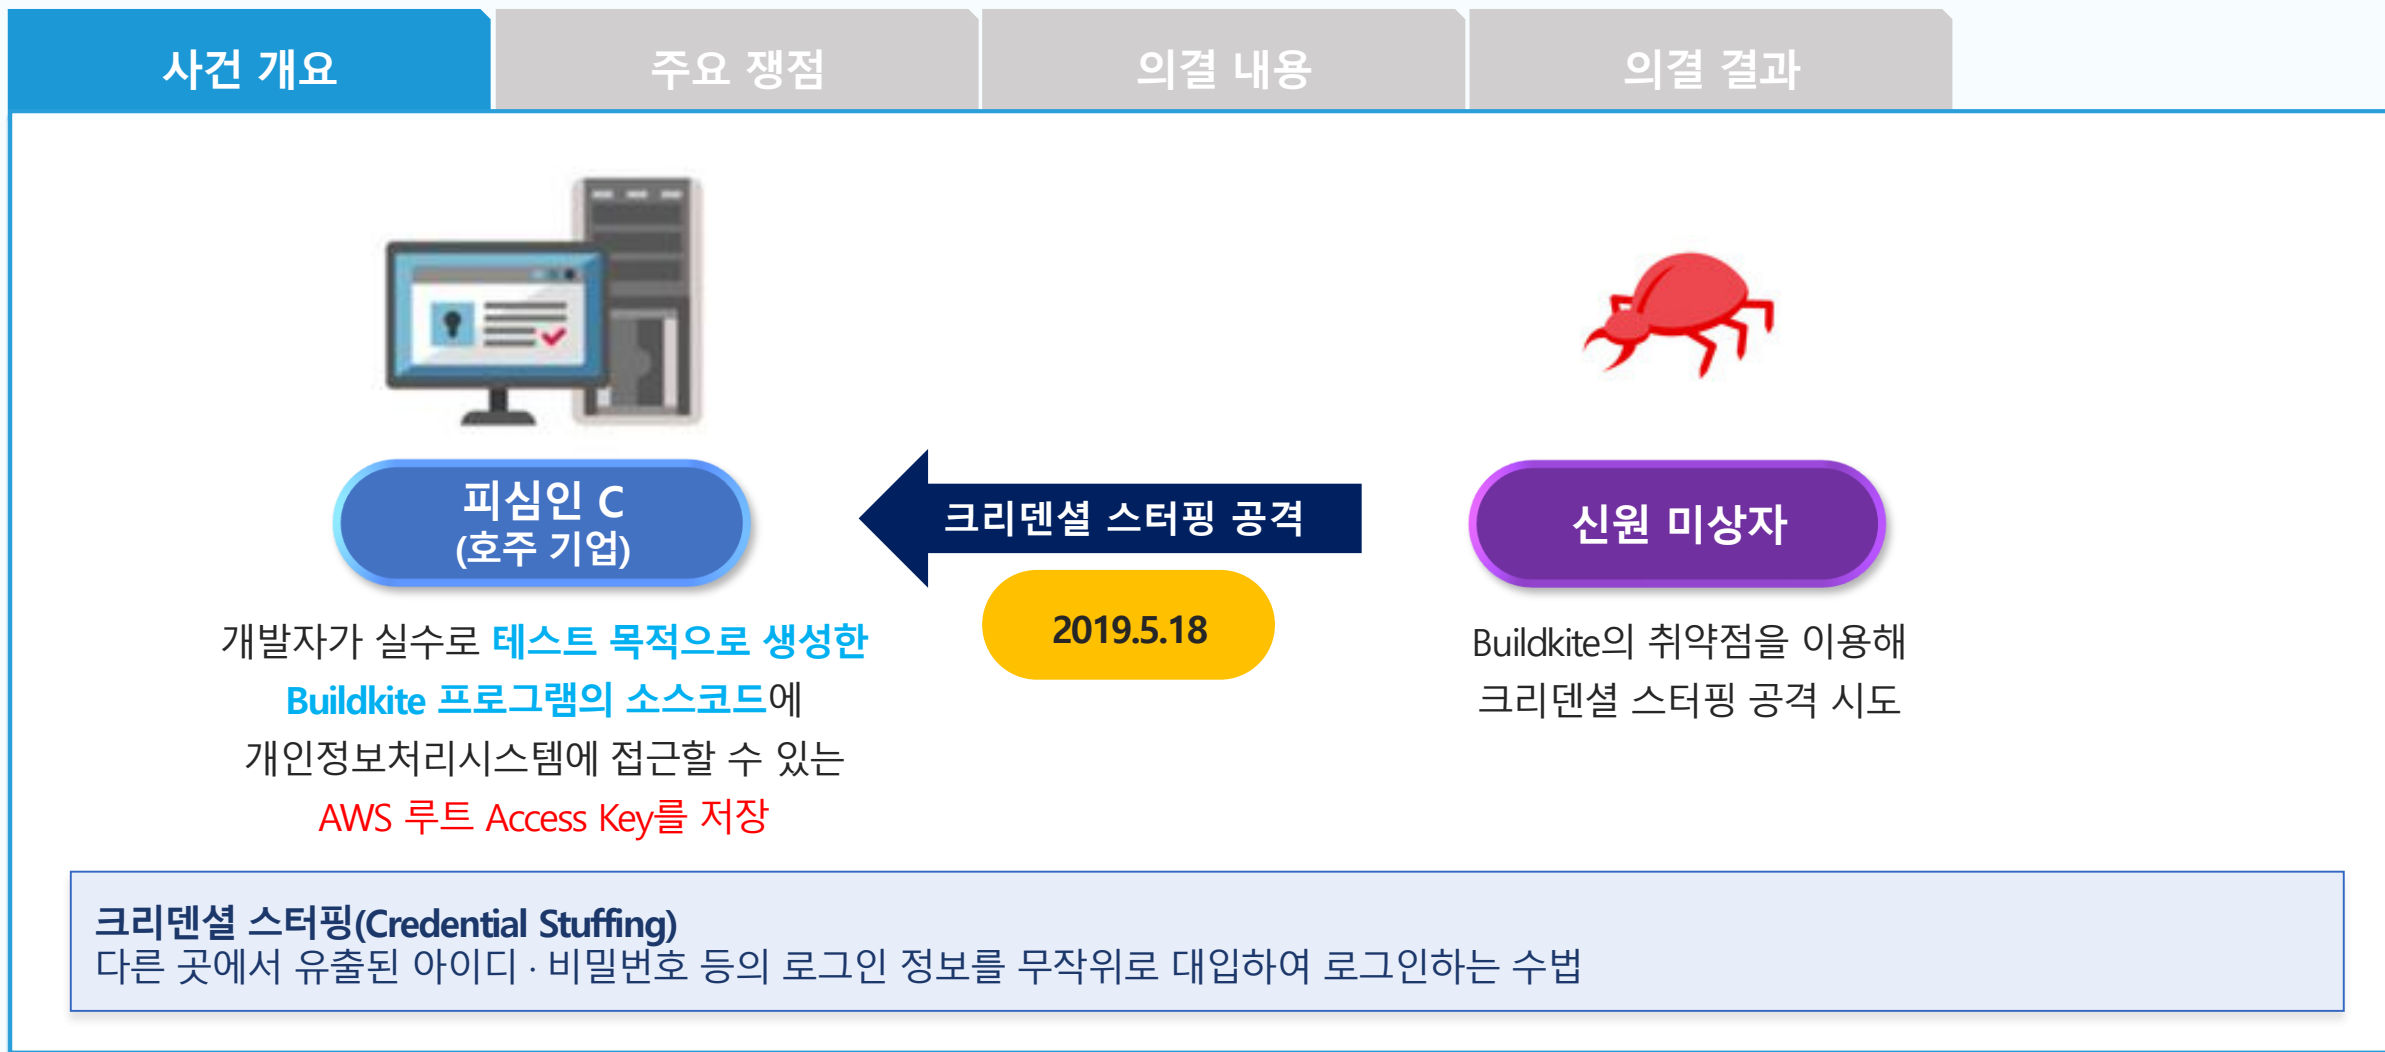 사건 개요
주요 쟁점
의결 내용
의결 결과
피심인 C
(호주 기업)
크리덴셜 스터핑 공격
신원 미상자
2019.5.18
개발자가 실수로 테스트 목적으로 생성한
Buildkite 프로그램의 소스코드에
개인정보처리시스템에 접근할 수 있는
AWS 루트 Access Key를 저장
Buildkite의 취약점을 이용해
크리덴셜 스터핑 공격 시도
크리덴셜 스터핑(Credential Stuffing)
다른 곳에서 유출된 아이디 · 비밀번호 등의 로그인 정보를 무작위로 대입하여 로그인하는 수법